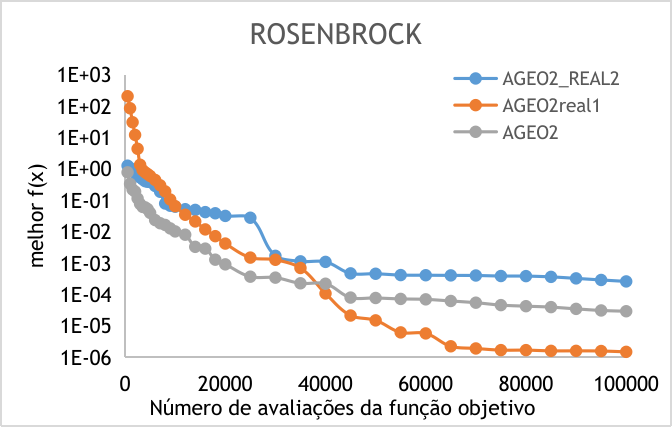 ROSENBROCK
1E+03
1E+02
1E+01
1E+00
1E-01
1E-02
1E-03
1E-04
1E-05
1E-06
melhor f(x)
AGEO2_REAL2
AGEO2real1
AGEO2
0 20000 40000 60000 80000 100000
Número de avaliações da função objetivo